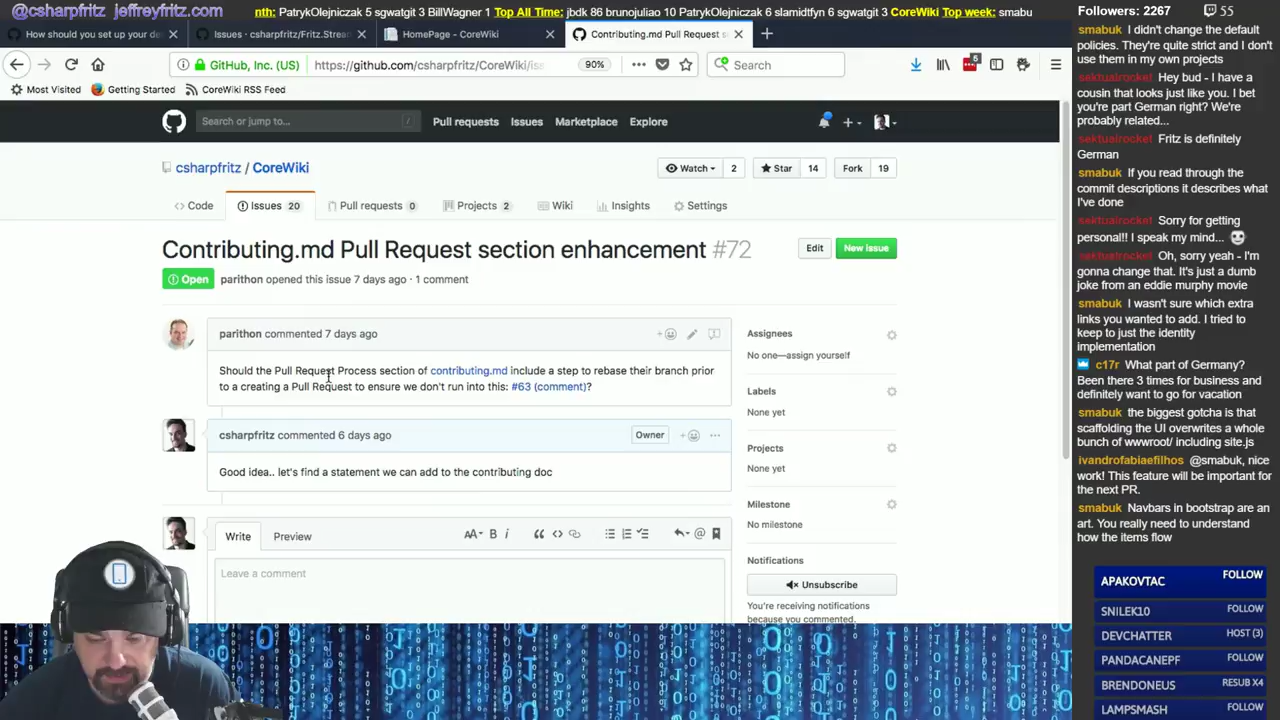 @csharpfritz jeffreyfritz.com
nth: PatrykOlejniczak 5 sgwatgit 3 BillWagner 1 Top All Time: jbdk 86 brunojuliao 10 PatrykOlejniczak 6 slamidtfyn 6 sgwatgit 3 CoreWiki Top week: smabu
Followers: 2267
55
How should you set up your de
Issues · csharpfritz/Fritz.Stream
HomePage - CoreWiki
Contributing.md Pull Request s
GitHub, Inc. (US)
https://github.com/csharpfritz/CoreWiki/iss
90%
Search
6
Most Visited
Getting Started
CoreWiki RSS Feed
Search or jump to...
/
Pull requests
Issues
Marketplace
Explore
csharpfritz / CoreWiki
Watch
2
Star
14
Fork
19
Code
Issues 20
Pull requests 0
Projects 2
Wiki
Insights
Settings
Contributing.md Pull Request section enhancement #72
Edit
New issue
Open
parithon opened this issue 7 days ago · 1 comment
parithon commented 7 days ago
Should the Pull Request Process section of contributing.md include a step to rebase their branch prior
to a creating a Pull Request to ensure we don't run into this: #63 (comment)?
csharpfritz commented 6 days ago
Owner
Good idea.. let's find a statement we can add to the contributing doc
Write
Preview
AA
B
i
Leave a comment
Assignees
No one—assign yourself
Labels
None yet
Projects
None yet
Milestone
No milestone
Notifications
Unsubscribe
You're receiving notifications
because you commented.
smabuk I didn't change the default
policies. They're quite strict and I don't
use them in my own projects
sektualrocket Hey bud - I have a
cousin that looks just like you. I bet
you're part German right? We're
probably related...
sektualrocket Fritz is definitely
German
smabuk If you read through the
commit descriptions it describes what
I've done
sektualrocket Sorry for getting
personal!! I speak my mind...
sektualrocket Oh, sorry yeah - I'm
gonna change that. It's just a dumb
joke from an eddie murphy movie
smabuk I wasn't sure which extra
links you wanted to add. I tried to
keep to just the identity
implementation
c17r What part of Germany?
Been there 3 times for business and
definitely want to go for vacation
smabuk the biggest gotcha is that
scaffolding the UI overwrites a whole
bunch of wwwroot/ including site.js
ivandrofabiaefilhos @smabuk, nice
work! This feature will be important for
the next PR.
smabuk Navbars in bootstrap are an
art. You really need to understand
how the items flow
APAKOVTAC FOLLOW
SNILEK10 FOLLOW
DEVCHATTER HOST (3)
PANDACANEPF FOLLOW
BRENDONEUS RESUB X4
LAMPSMASH FOLLOW